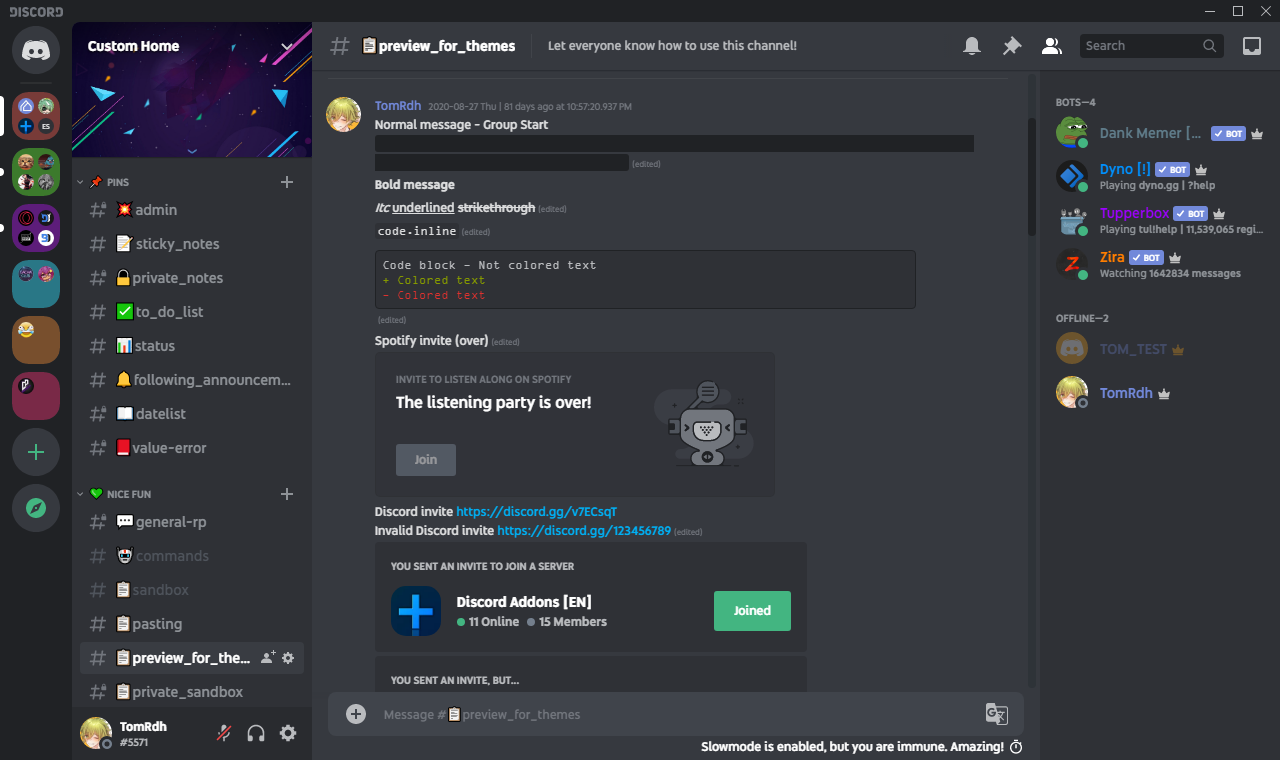 DISCORD
Custom Home
PINS
admin
sticky_notes
private_notes
to_do_list
status
following_announcem...
datelist
value-error
NICE FUN
general-rp
commands
sandbox
pasting
preview_for_the...
private_sandbox
TomRdh
#5571
ES
preview_for_themes
Let everyone know how to use this channel!
Search
TomRdh 2020-08-27 Thu | 81 days ago at 10:57:20.937 PM
Normal message - Group Start
(edited)
Bold message
Itc underlined strikethrough (edited)
code.inline (edited)
Code block - Not colored text
+ Colored text
- Colored text
(edited)
Spotify invite (over) (edited)
INVITE TO LISTEN ALONG ON SPOTIFY
The listening party is over!
Join
Discord invite https://discord.gg/v7ECsqT
Invalid Discord invite https://discord.gg/123456789 (edited)
YOU SENT AN INVITE TO JOIN A SERVER
Discord Addons [EN]
11 Online 15 Members
Joined
YOU SENT AN INVITE, BUT...
Message #preview_for_themes
Slowmode is enabled, but you are immune. Amazing!
BOTS—4
Dank Memer [... BOT
Dyno [!] BOT
Playing dyno.gg | ?help
Tupperbox BOT
Playing tul!help | 11,539,065 regi...
Zira BOT
Watching 1642834 messages
OFFLINE—2
TOM_TEST
TomRdh